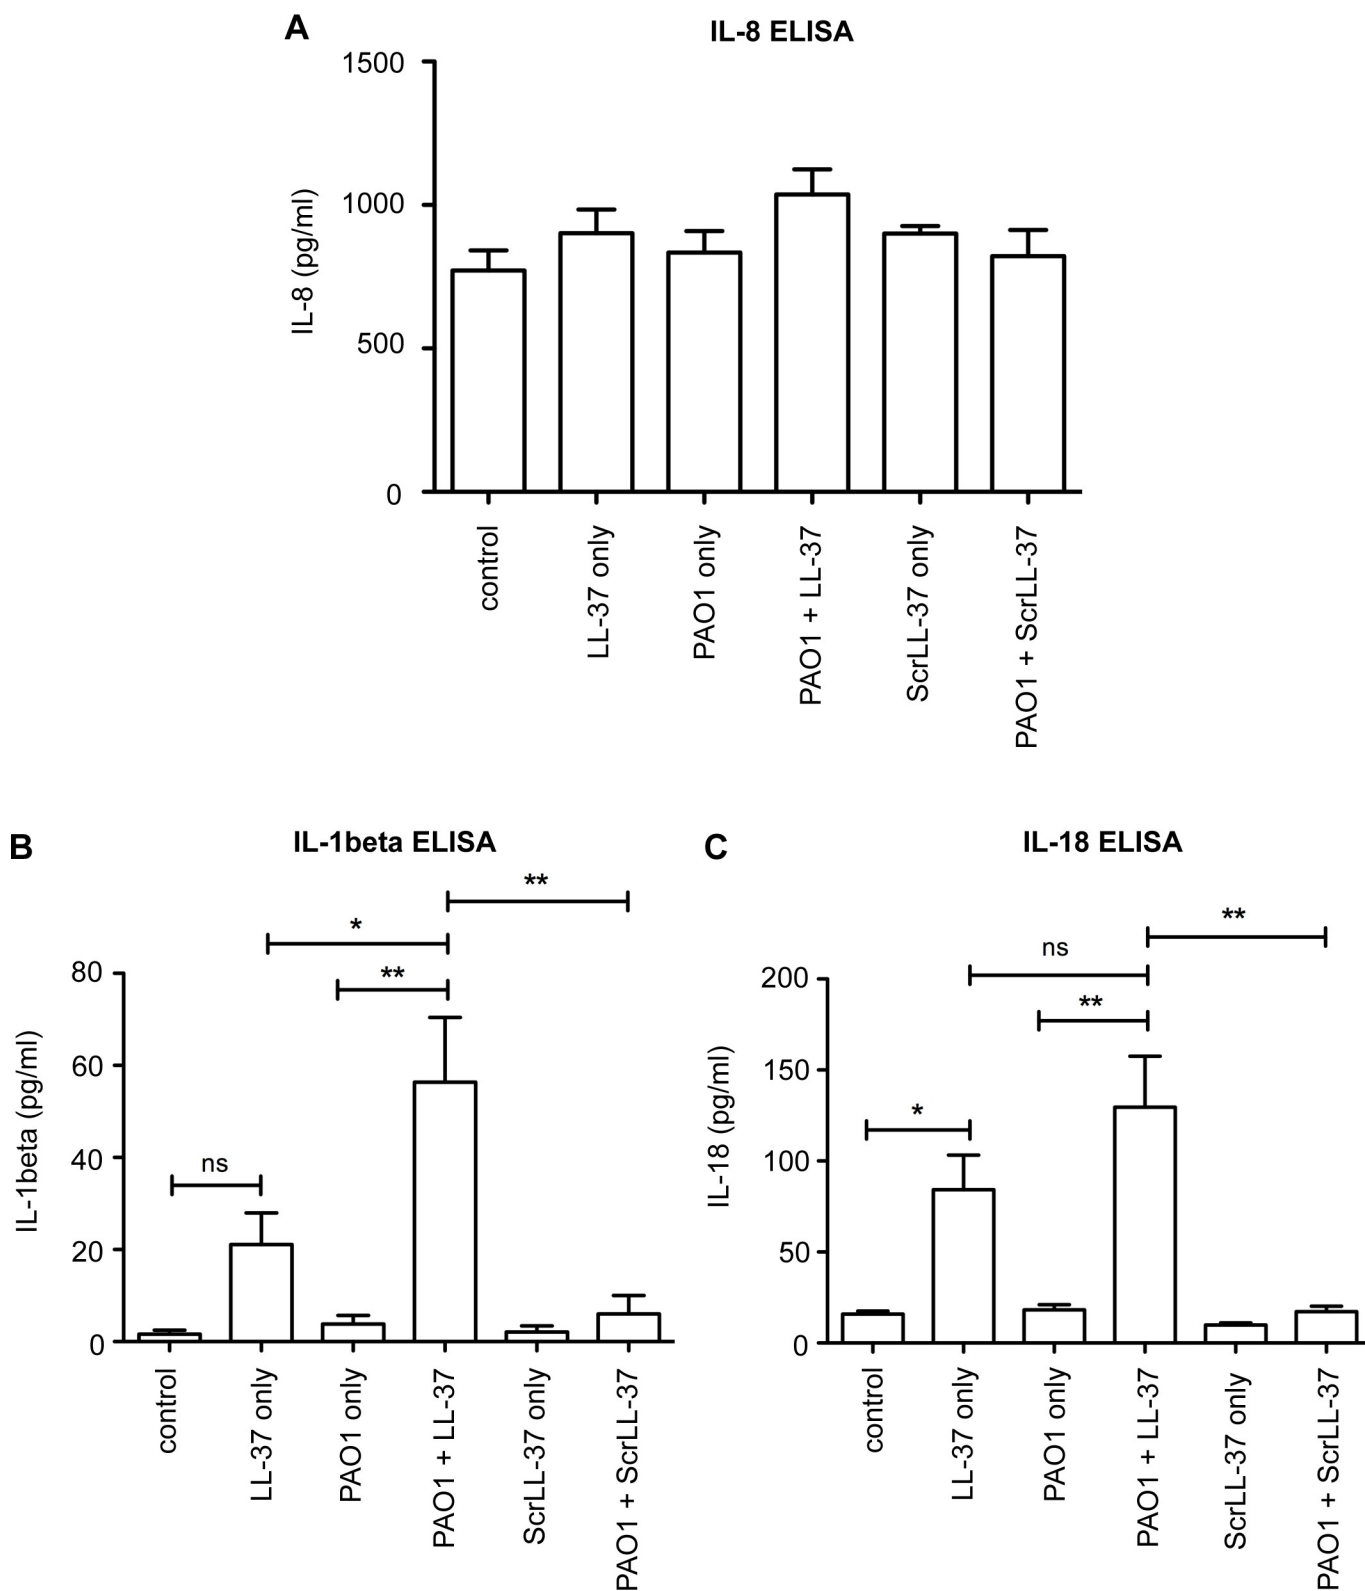 A
IL-8 ELISA
IL-8 (pg/ml)
1500
1000
500
0
control
LL-37 only
PAO1 only
PAO1 + LL-37
ScrLL-37 only
PAO1 + ScrLL-37
B
IL-1beta ELISA
IL-1beta (pg/ml)
**
*
**
ns
80
60
40
20
0
control
LL-37 only
PAO1 only
PAO1 + LL-37
ScrLL-37 only
PAO1 + ScrLL-37
C
IL-18 ELISA
IL-18 (pg/ml)
**
ns
**
*
200
150
100
50
0
control
LL-37 only
PAO1 only
PAO1 + LL-37
ScrLL-37 only
PAO1 + ScrLL-37